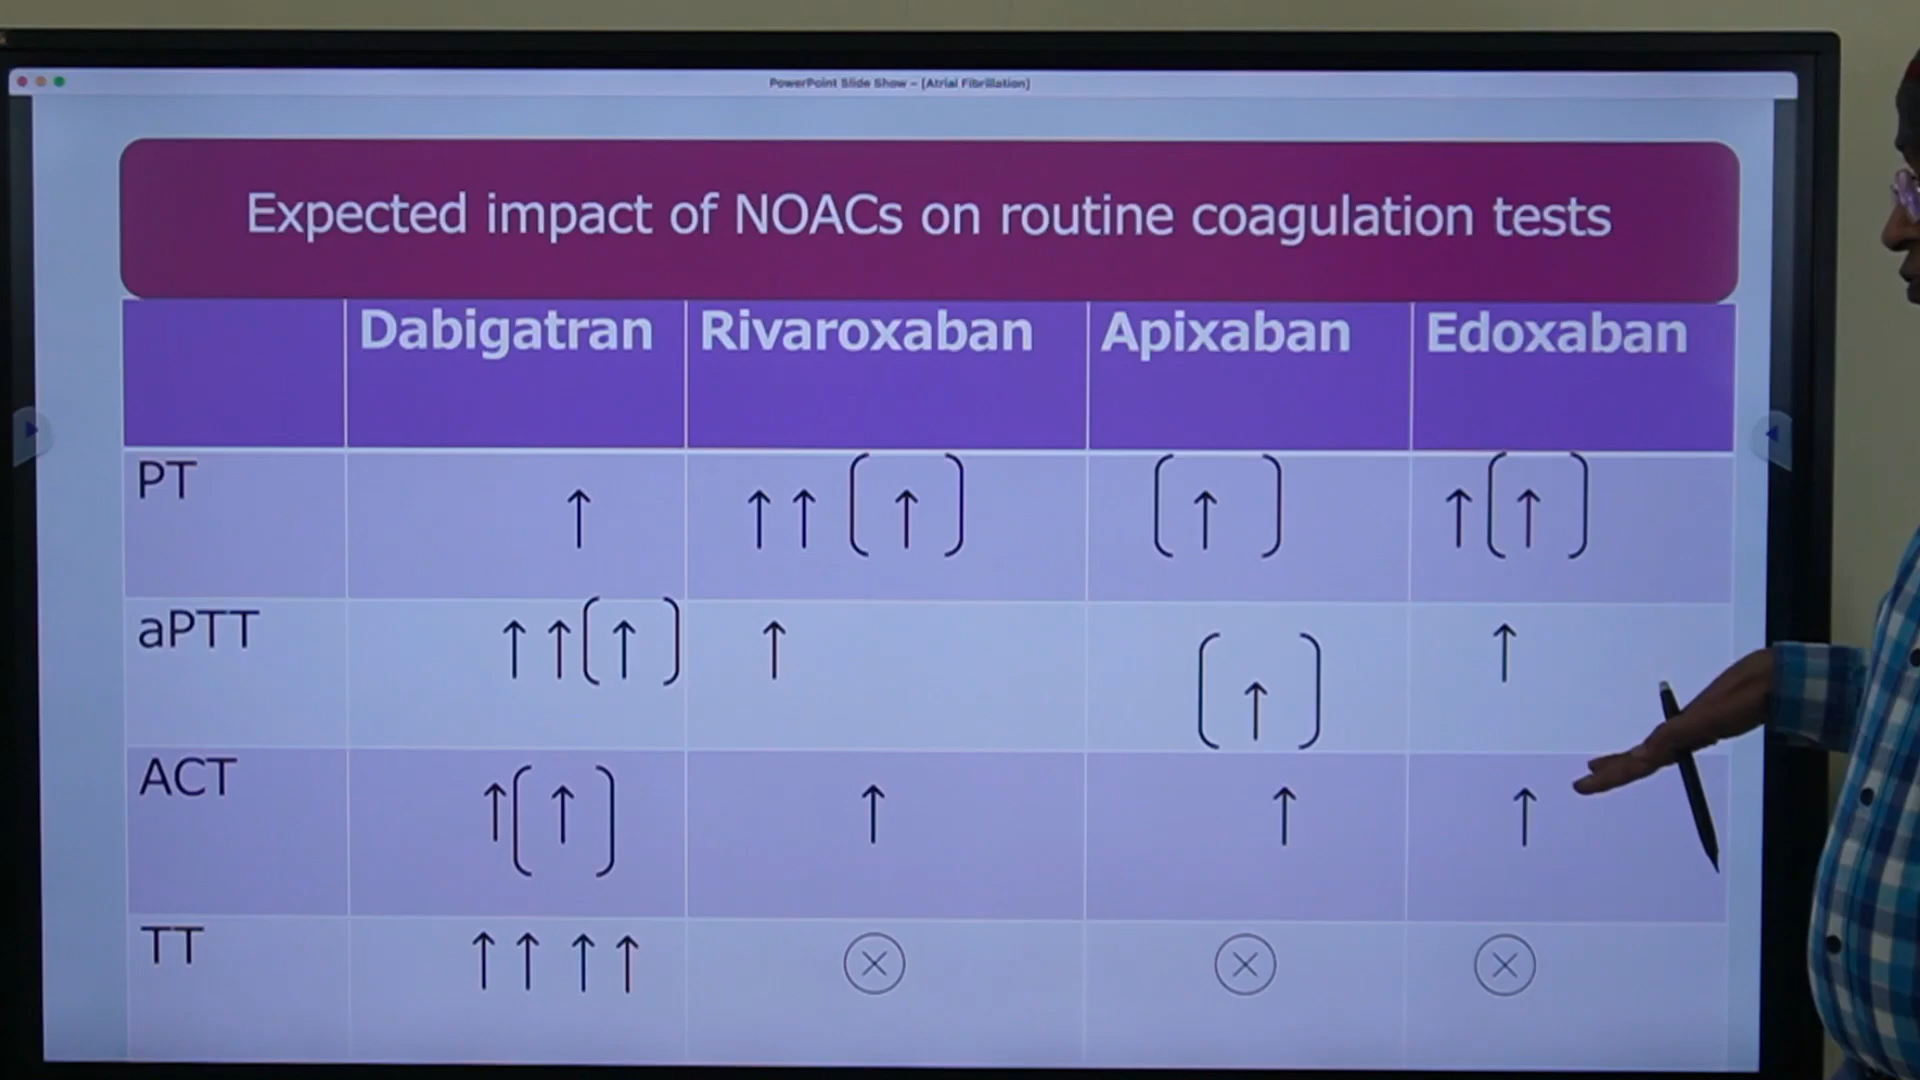 PowerPoint Slide Show – [Atrial Fibrillation]
Expected impact of NOACs on routine coagulation tests
Dabigatran Rivaroxaban Apixaban Edoxaban
PT ↑ ↑↑(↑) (↑) ↑(↑)
aPTT ↑↑(↑) ↑ (↑) ↑
ACT ↑(↑) ↑ ↑ ↑
TT ↑↑↑↑ ⊗ ⊗ ⊗